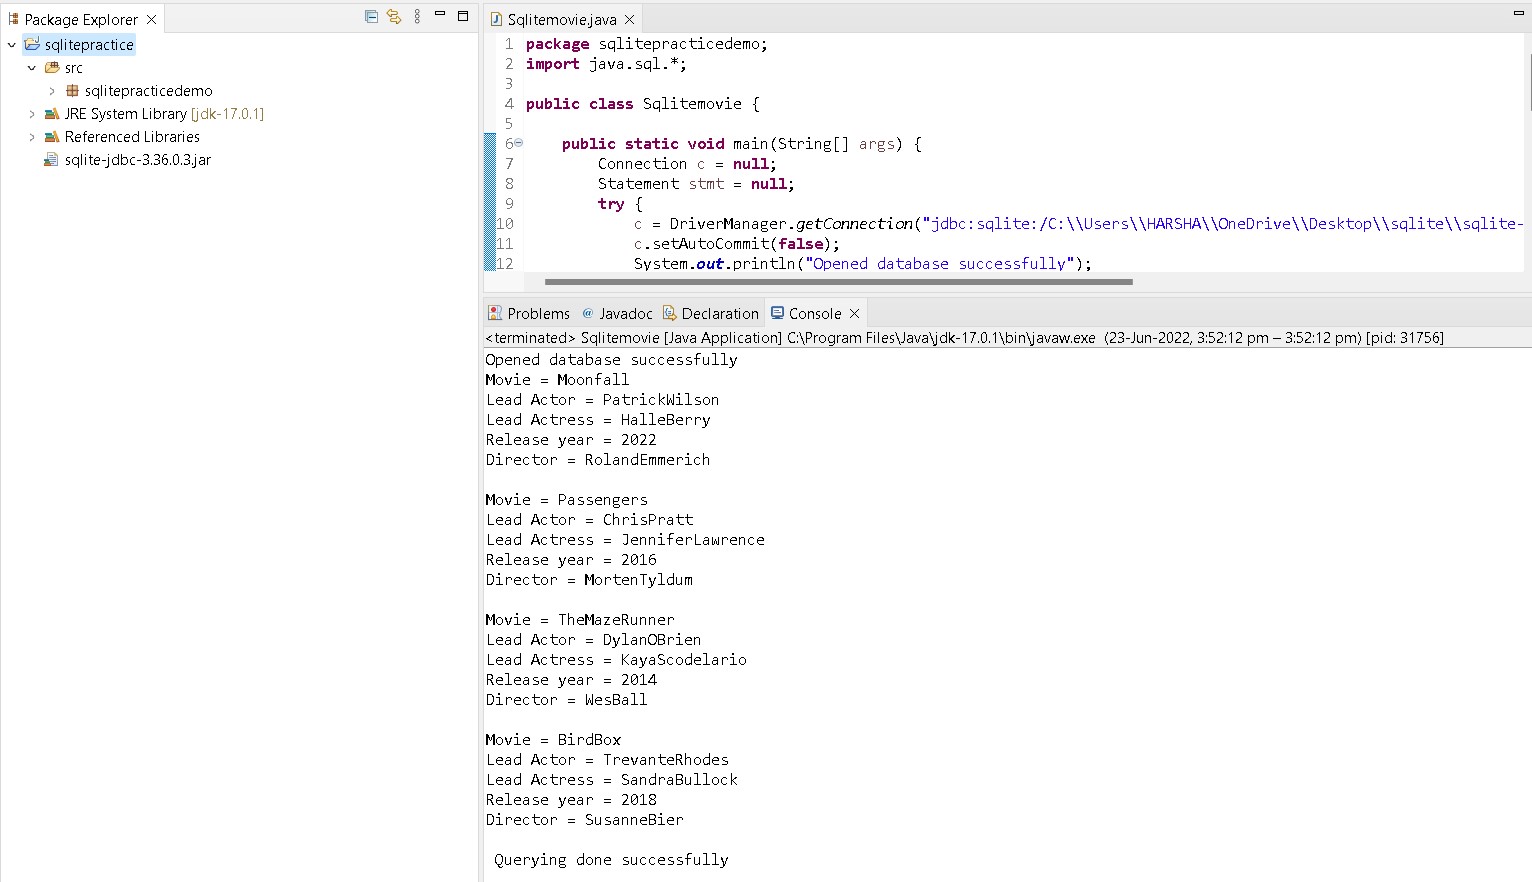 Package Explorer
sqlitepractice
src
sqlitepracticedemo
JRE System Library [jdk-17.0.1]
Referenced Libraries
sqlite-jdbc-3.36.0.3.jar
Sqlitemovie.java
1 package sqlitepracticedemo;
2 import java.sql.*;
3
4 public class Sqlitemovie {
5
6 public static void main(String[] args) {
7 Connection c = null;
8 Statement stmt = null;
9 try {
10 c = DriverManager.getConnection("jdbc:sqlite:/C:\\Users\\HARSHA\\OneDrive\\Desktop\\sqlite\\sqlite-
11 c.setAutoCommit(false);
12 System.out.println("Opened database successfully");
Problems @ Javadoc Declaration Console
<terminated> Sqlitemovie [Java Application] C:\Program Files\Java\jdk-17.0.1\bin\javaw.exe (23-Jun-2022, 3:52:12 pm – 3:52:12 pm) [pid: 31756]
Opened database successfully
Movie = Moonfall
Lead Actor = PatrickWilson
Lead Actress = HalleBerry
Release year = 2022
Director = RolandEmmerich
Movie = Passengers
Lead Actor = ChrisPratt
Lead Actress = JenniferLawrence
Release year = 2016
Director = MortenTyldum
Movie = TheMazeRunner
Lead Actor = DylanOBrien
Lead Actress = KayaScodelario
Release year = 2014
Director = WesBall
Movie = BirdBox
Lead Actor = TrevanteRhodes
Lead Actress = SandraBullock
Release year = 2018
Director = SusanneBier
Querying done successfully